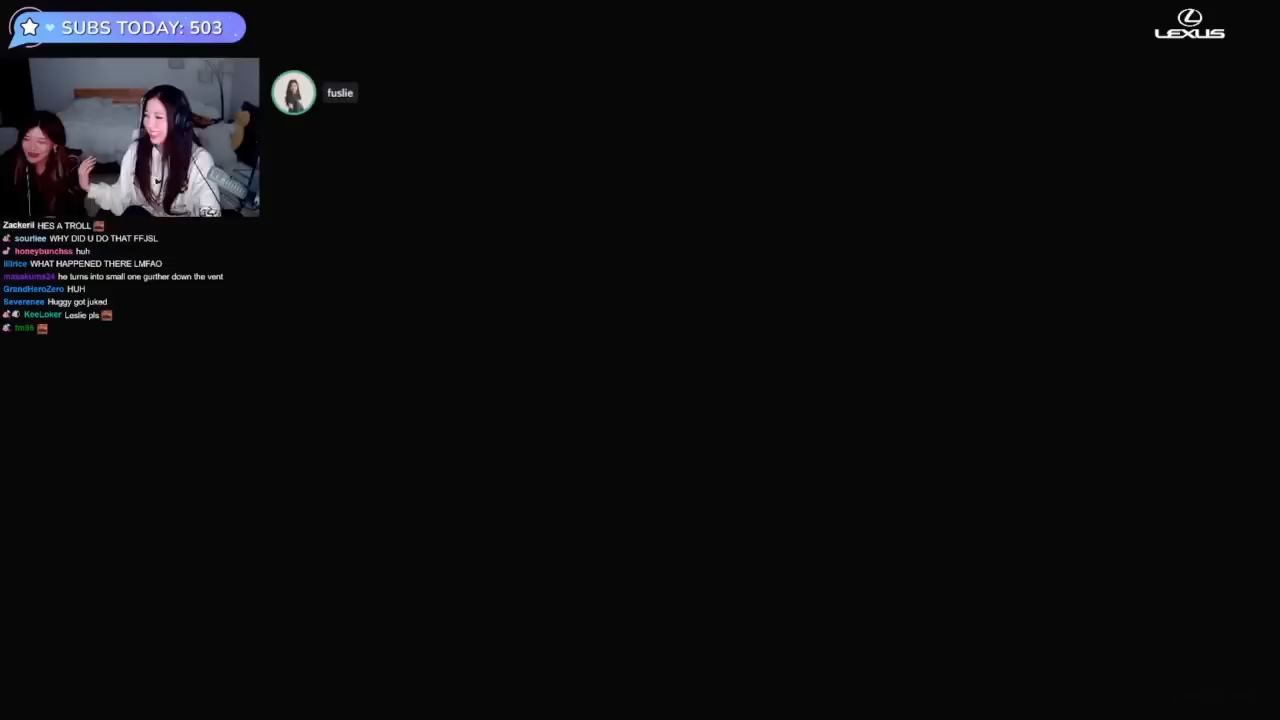 SUBS TODAY: 503
LEXUS
fuslie
Zackeril HES A TROLL
sourliee WHY DID U DO THAT FFJSL
honeybunchss huh
lilirice WHAT HAPPENED THERE LMFAO
masakums24 he turns into small one gurther down the vent
GrandHeroZero HUH
Severenee Huggy got juked
KeeLoker Leslie pls